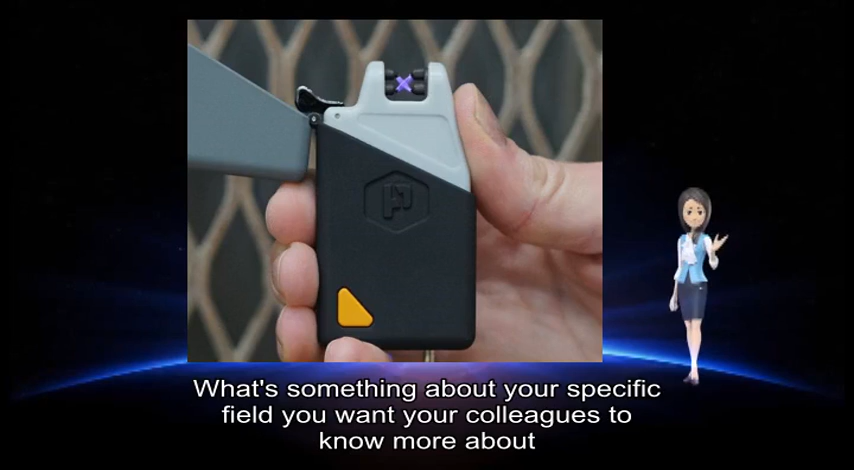 What's something about your specific
field you want your colleagues to
know more about